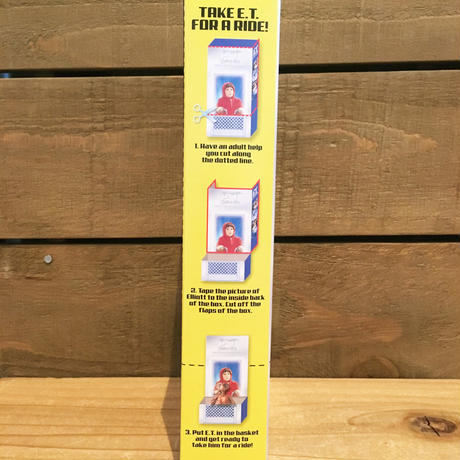 TAKE E.T.
FOR A RIDE!
1. Have an adult help
you cut along
the dotted line.
2. Tape the picture of
Elliott to the inside back
of the box. Cut off the
flaps of the box.
3. Put E.T. in the basket
and get ready to
take him for a ride!